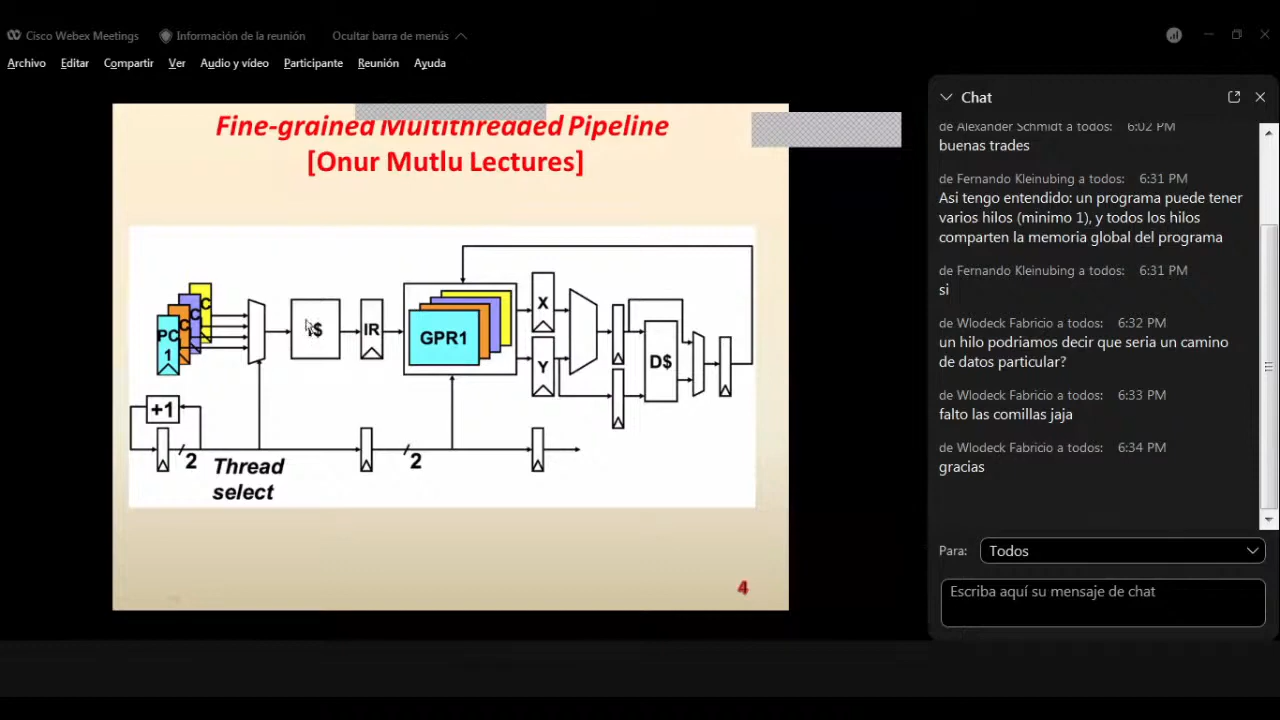 Cisco Webex Meetings
Información de la reunión
Ocultar barra de menús
Archivo Editar Compartir Ver Audio y vídeo Participante Reunión Ayuda
Fine-grained Multithreaded Pipeline
[Onur Mutlu Lectures]
PC
1
C
C
C
I$
IR
GPR1
X
Y
D$
+1
2
Thread
select
2
4
Chat
de Alexander Schmidt a todos: 6:02 PM
buenas trades
de Fernando Kleinubing a todos: 6:31 PM
Asi tengo entendido: un programa puede tener
varios hilos (minimo 1), y todos los hilos
comparten la memoria global del programa
de Fernando Kleinubing a todos: 6:31 PM
si
de Wlodeck Fabricio a todos: 6:32 PM
un hilo podriamos decir que seria un camino
de datos particular?
de Wlodeck Fabricio a todos: 6:33 PM
falto las comillas jaja
de Wlodeck Fabricio a todos: 6:34 PM
gracias
Para: Todos
Escriba aquí su mensaje de chat